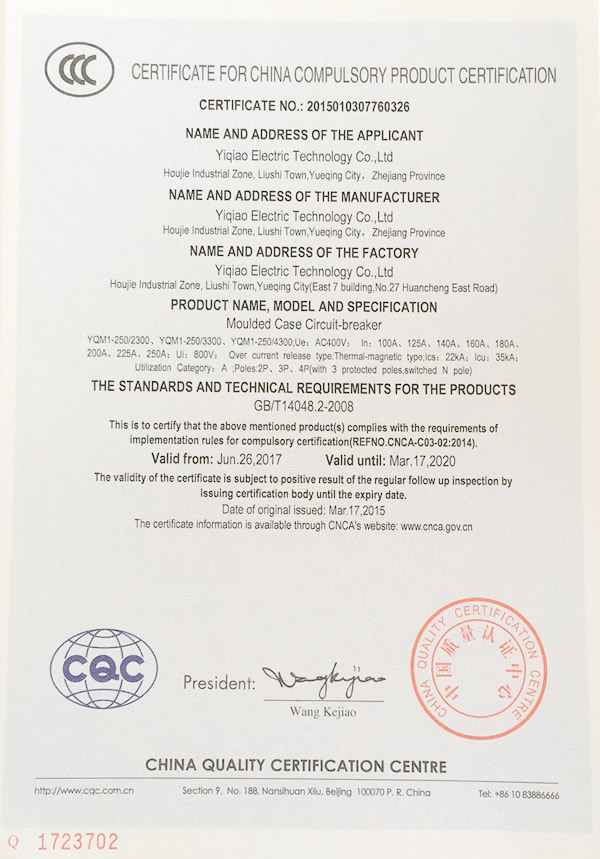 CCC
CERTIFICATE FOR CHINA COMPULSORY PRODUCT CERTIFICATION
CERTIFICATE NO.: 2015010307760326
NAME AND ADDRESS OF THE APPLICANT
Yiqiao Electric Technology Co.,Ltd
Houjie Industrial Zone, Liushi Town,Yueqing City，Zhejiang Province
NAME AND ADDRESS OF THE MANUFACTURER
Yiqiao Electric Technology Co.,Ltd
Houjie Industrial Zone, Liushi Town,Yueqing City，Zhejiang Province
NAME AND ADDRESS OF THE FACTORY
Yiqiao Electric Technology Co.,Ltd
Houjie Industrial Zone, Liushi Town,Yueqing City(East 7 building,No.27 Huancheng East Road)
PRODUCT NAME, MODEL AND SPECIFICATION
Moulded Case Circuit-breaker
YQM1-250/2300、YQM1-250/3300、YQM1-250/4300;Ue：AC400V； In：100A、125A、140A、160A、180A、
200A、225A、250A；Ui：800V； Over current release type:Thermal-magnetic type;Ics：22kA；Icu：35kA；
Utilization Category：A ;Poles:2P、3P、4P(with 3 protected poles,switched N pole)
THE STANDARDS AND TECHNICAL REQUIREMENTS FOR THE PRODUCTS
GB/T14048.2-2008
This is to certify that the above mentioned product(s) complies with the requirements of
implementation rules for compulsory certification(REFNO.CNCA-C03-02:2014).
Valid from: Jun.26,2017 Valid until: Mar.17,2020
The validity of the certificate is subject to positive result of the regular follow up inspection by
issuing certification body until the expiry date.
Date of original issued: Mar.17,2015
The certificate information is available through CNCA's website: www.cnca.gov.cn
CQC
President: Wang Kejiao
Wang Kejiao
CHINA QUALITY CERTIFICATION CENTRE
中国质量认证中心
CHINA QUALITY CERTIFICATION CENTRE
http://www.cqc.com.cn Section 9, No. 188, Nansihuan Xilu, Beijing 100070 P. R. China Tel: +86 10 83886666
Q 1723702